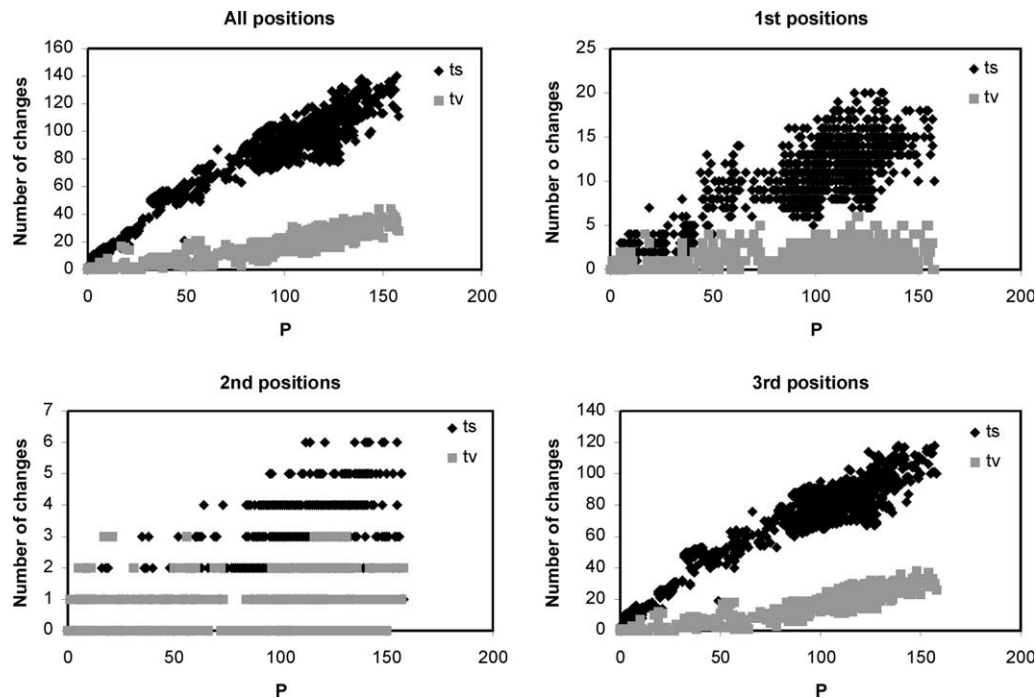 All positions
160
140
120
100
80
60
40
20
0
Number of changes
0 50 100 150 200
P
ts
tv
1st positions
25
20
15
10
5
0
Number o changes
0 50 100 150 200
P
ts
tv
2nd positions
7
6
5
4
3
2
1
0
Number of changes
0 50 100 150 200
P
ts
tv
3rd positions
140
120
100
80
60
40
20
0
Number of changes
0 50 100 150 200
P
ts
tv